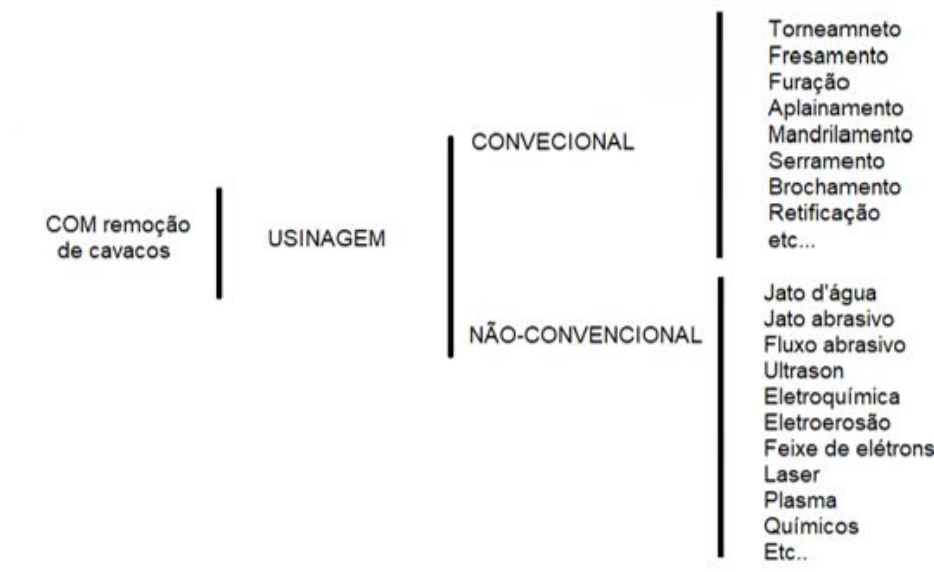 COM remoção
de cavacos
USINAGEM
CONVECIONAL
Torneamneto
Fresamento
Furação
Aplainamento
Mandrilamento
Serramento
Brochamento
Retificação
etc...
NÃO-CONVENCIONAL
Jato d'água
Jato abrasivo
Fluxo abrasivo
Ultrason
Eletroquímica
Eletroerosão
Feixe de elétrons
Laser
Plasma
Químicos
Etc..